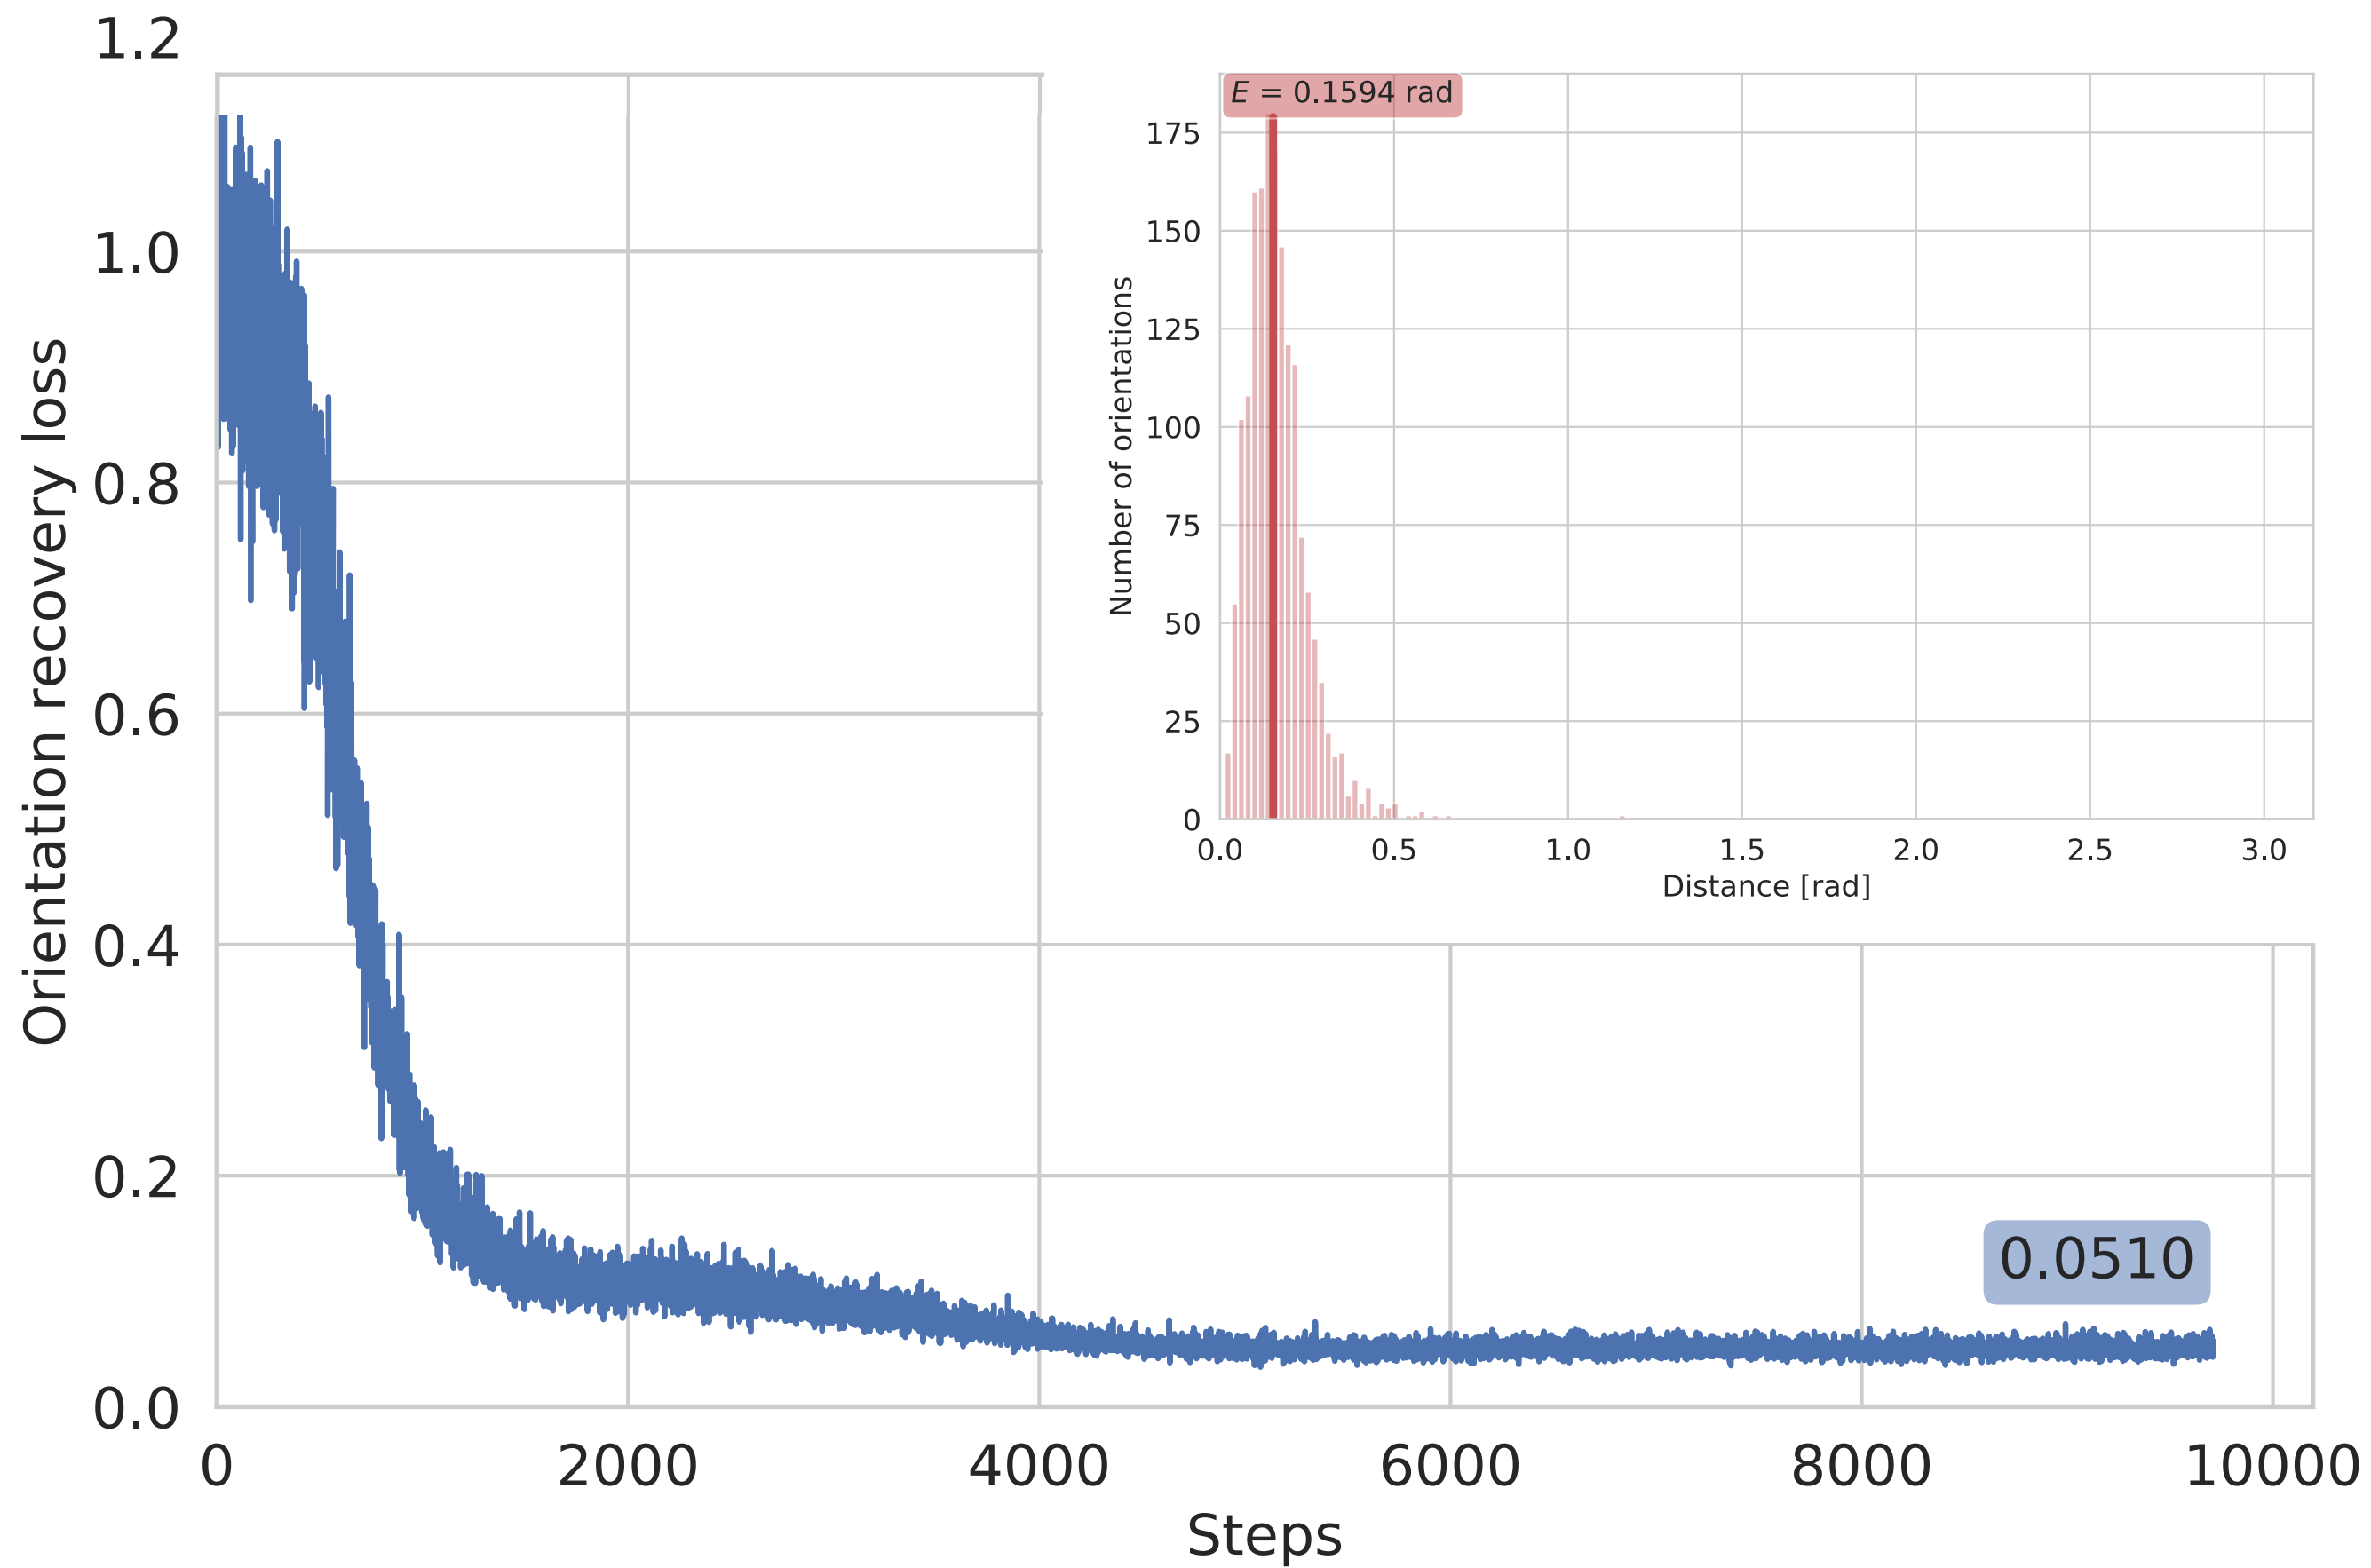 Orientation recovery loss
1.2
1.0
0.8
0.6
0.4
0.2
0.0
0 2000 4000 6000 8000 10000
Steps
0.0510
E = 0.1594 rad
Number of orientations
175
150
125
100
75
50
25
0
0.0 0.5 1.0 1.5 2.0 2.5 3.0
Distance [rad]